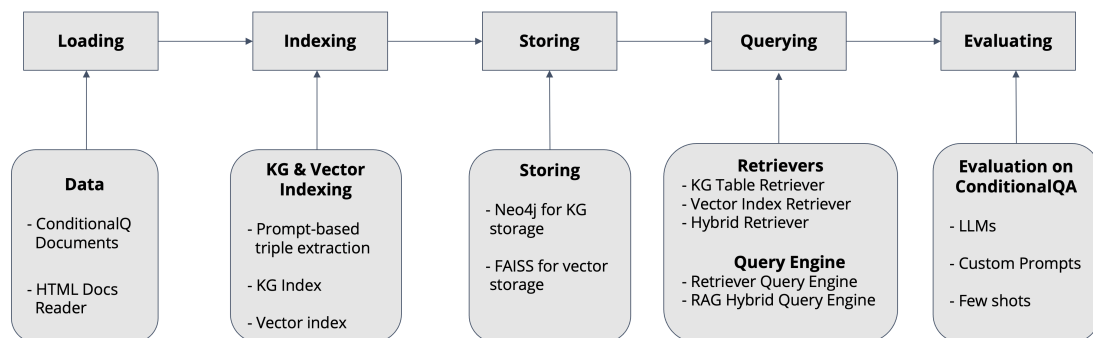 Loading
Indexing
Storing
Querying
Evaluating
Data
- ConditionalQ
Documents
- HTML Docs
Reader
KG & Vector
Indexing
- Prompt-based
triple extraction
- KG Index
- Vector index
Storing
- Neo4j for KG
storage
- FAISS for vector
storage
Retrievers
- KG Table Retriever
- Vector Index Retriever
- Hybrid Retriever
Query Engine
- Retriever Query Engine
- RAG Hybrid Query Engine
Evaluation on
ConditionalQA
- LLMs
- Custom Prompts
- Few shots